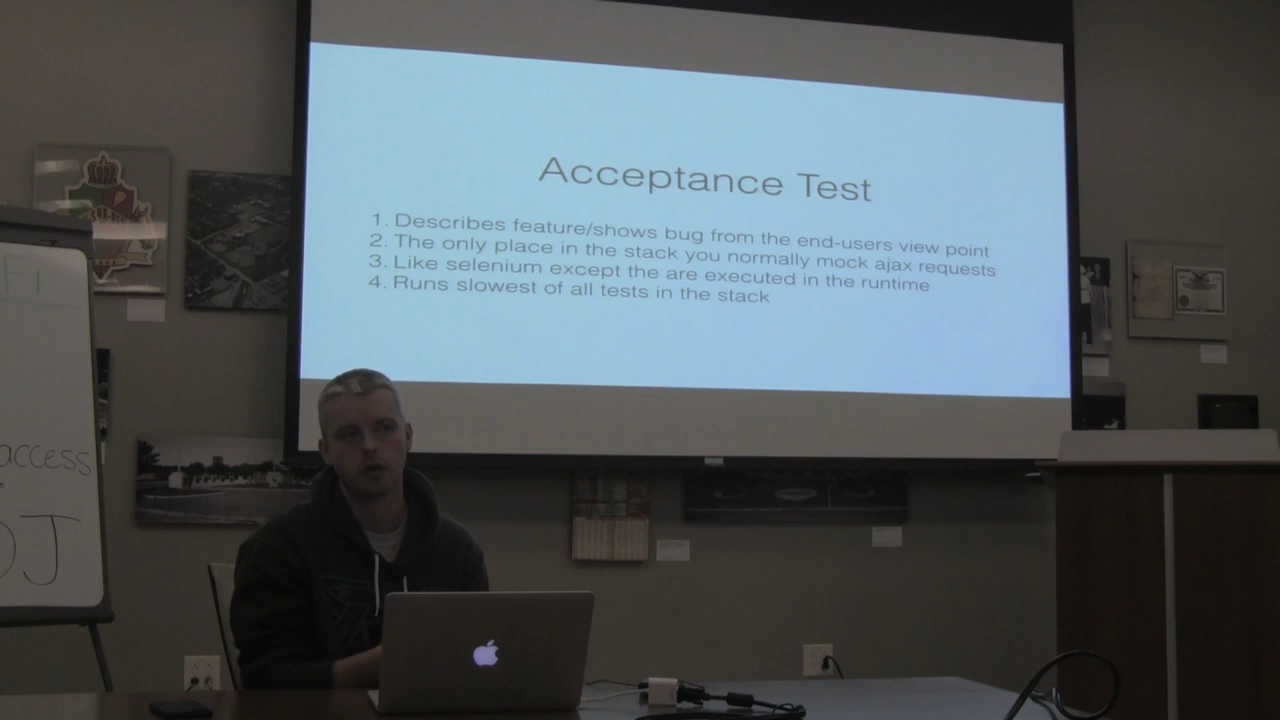 Acceptance Test
1. Describes feature/shows bug from the end-users view point
2. The only place in the stack you normally mock ajax requests
3. Like selenium except the are executed in the runtime
4. Runs slowest of all tests in the stack
Fi
access
DJ